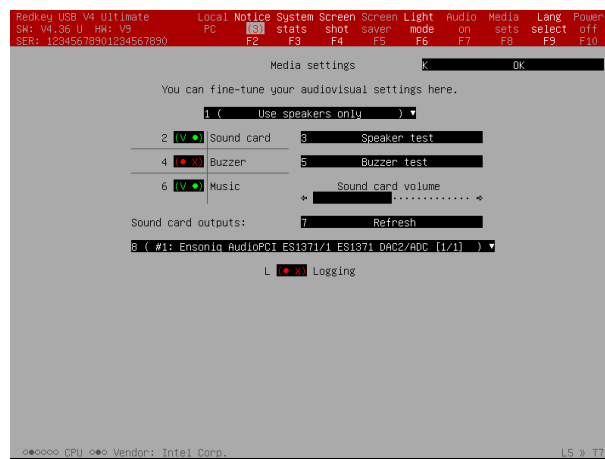 Redkey USB V4 Ultimate Local Notice System Screen Screen Light Audio Media Lang Power
SW: V4.36 U HW: V9 PC (3) stats shot saver mode on sets select off
SER: 12345678901234567890 F2 F3 F4 F5 F6 F7 F8 F9 F10
Media settings K OK
You can fine-tune your audiovisual settings here.
1 ( Use speakers only ) ▼
2 (V ●) Sound card 3 Speaker test
4 (● X) Buzzer 5 Buzzer test
6 (V ●) Music Sound card volume
Sound card outputs: 7 Refresh
8 ( #1: Ensoniq AudioPCI ES1371/1 ES1371 DAC2/ADC [1/1] ) ▼
L (● X) Logging
○●○○○○ CPU ○●○ Vendor: Intel Corp. L5 » T7